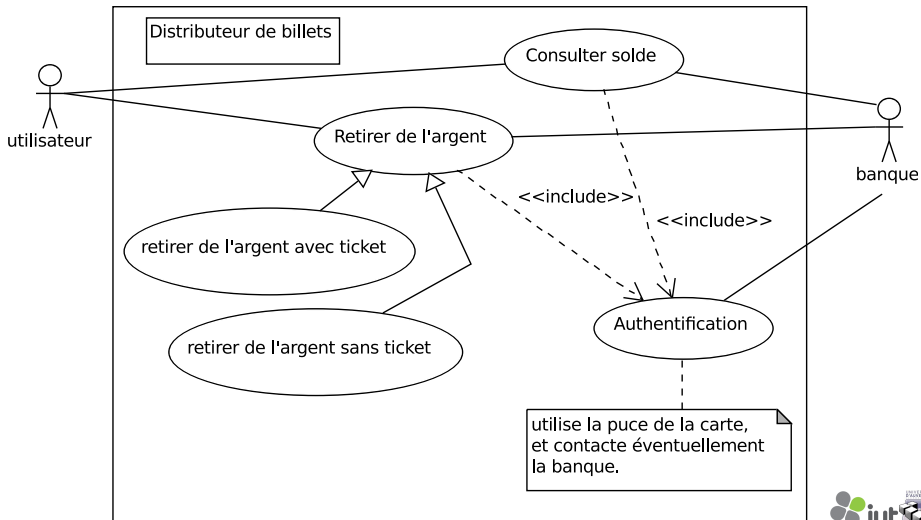 Distributeur de billets
Consulter solde
utilisateur
Retirer de l'argent
banque
<<include>>
<<include>>
retirer de l'argent avec ticket
Authentification
retirer de l'argent sans ticket
utilise la puce de la carte,
et contacte éventuellement
la banque.
iut